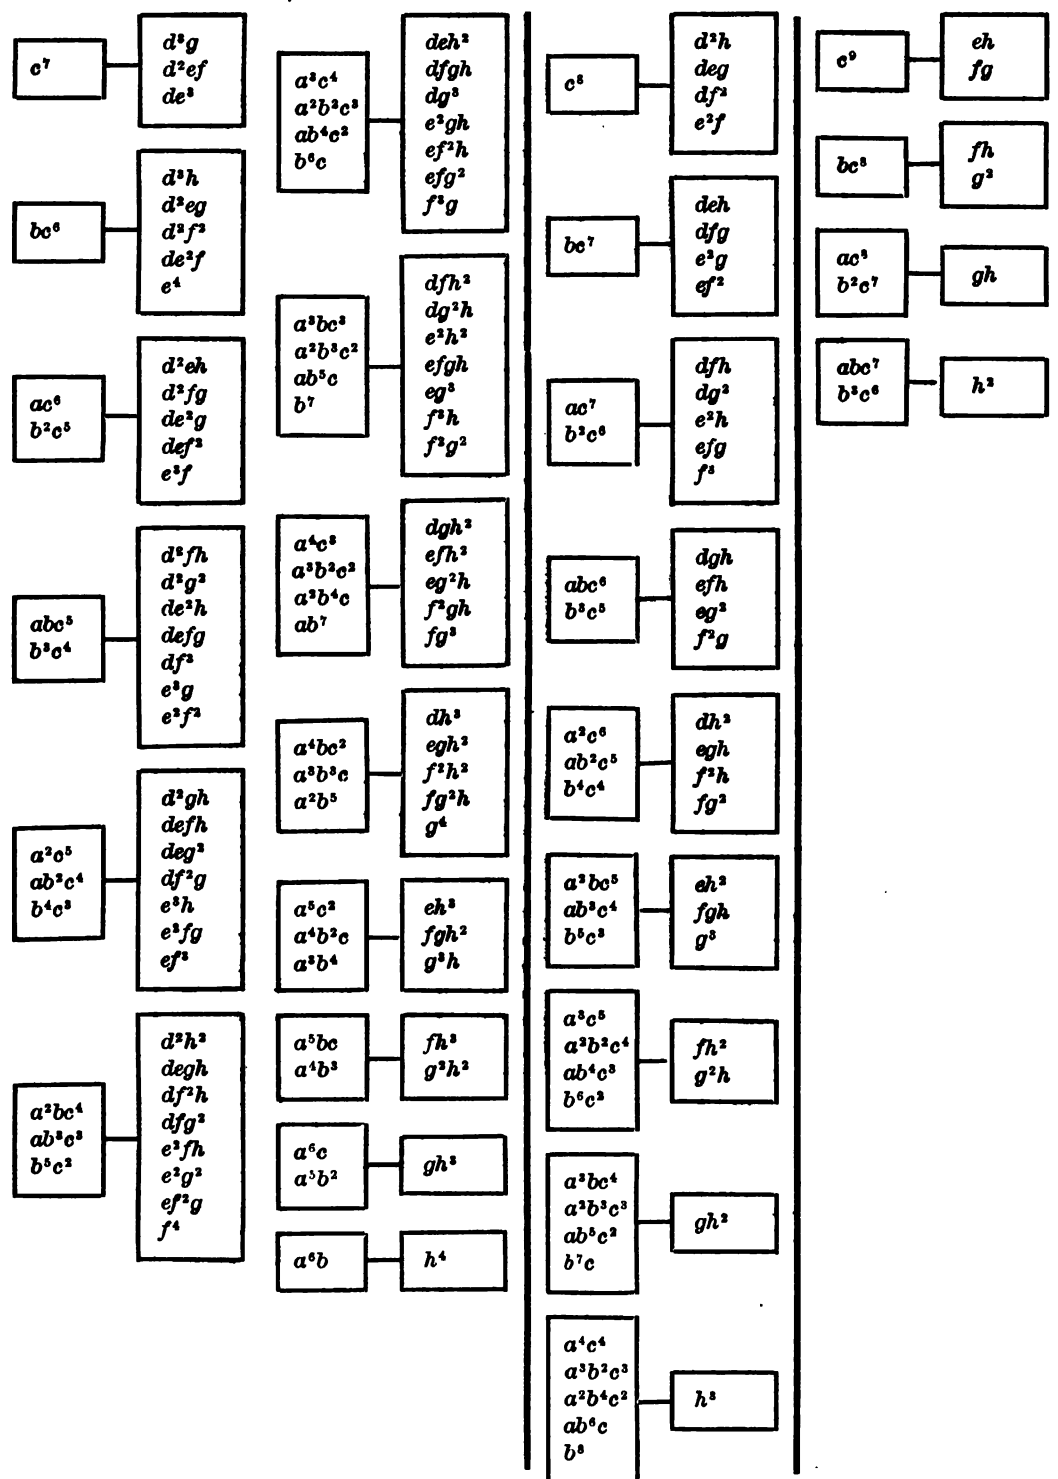 c⁷
d³g
d²ef
de³
bc⁶
d³h
d²eg
d²f²
de²f
e⁴
ac⁶
b²c⁵
d²eh
d²fg
de²g
def²
e³f
abc⁵
b³c⁴
d²fh
d²g²
de²h
defg
df³
e³g
e²f²
a²c⁵
ab²c⁴
b⁴c³
d²gh
defh
deg²
df²g
e³h
e²fg
ef³
a²bc⁴
ab³c³
b⁵c²
d²h²
degh
df²h
dfg²
e²fh
e²g²
ef²g
f⁴
a³c⁴
a²b²c³
ab⁴c²
b⁶c
deh²
dfgh
dg³
e²gh
ef²h
efg²
f³g
a³bc³
a²b³c²
ab⁵c
b⁷
dfh²
dg²h
e²h²
efgh
eg³
f³h
f²g²
a⁴c³
a³b²c²
a²b⁴c
ab⁷
dgh²
efh²
eg²h
f²gh
fg³
a⁴bc²
a³b³c
a²b⁵
dh³
egh²
f²h²
fg²h
g⁴
a⁵c²
a⁴b²c
a³b⁴
eh³
fgh²
g³h
a⁵bc
a⁴b³
fh³
g²h²
a⁶c
a⁵b²
gh³
a⁶b
h⁴
c⁸
d²h
deg
df²
e²f
bc⁷
deh
dfg
e²g
ef²
ac⁷
b²c⁶
dfh
dg²
e²h
efg
f³
abc⁶
b³c⁵
dgh
efh
eg²
f²g
a²c⁶
ab²c⁵
b⁴c⁴
dh²
egh
f²h
fg²
a²bc⁵
ab³c⁴
b⁵c³
eh²
fgh
g³
a³c⁵
a²b²c⁴
ab⁴c³
b⁶c²
fh²
g²h
a³bc⁴
a²b³c³
ab⁵c²
b⁷c
gh²
a⁴c⁴
a³b²c³
a²b⁴c²
ab⁶c
b⁸
h³
c⁹
eh
fg
bc⁸
fh
g²
ac⁸
b²c⁷
gh
abc⁷
b³c⁶
h²